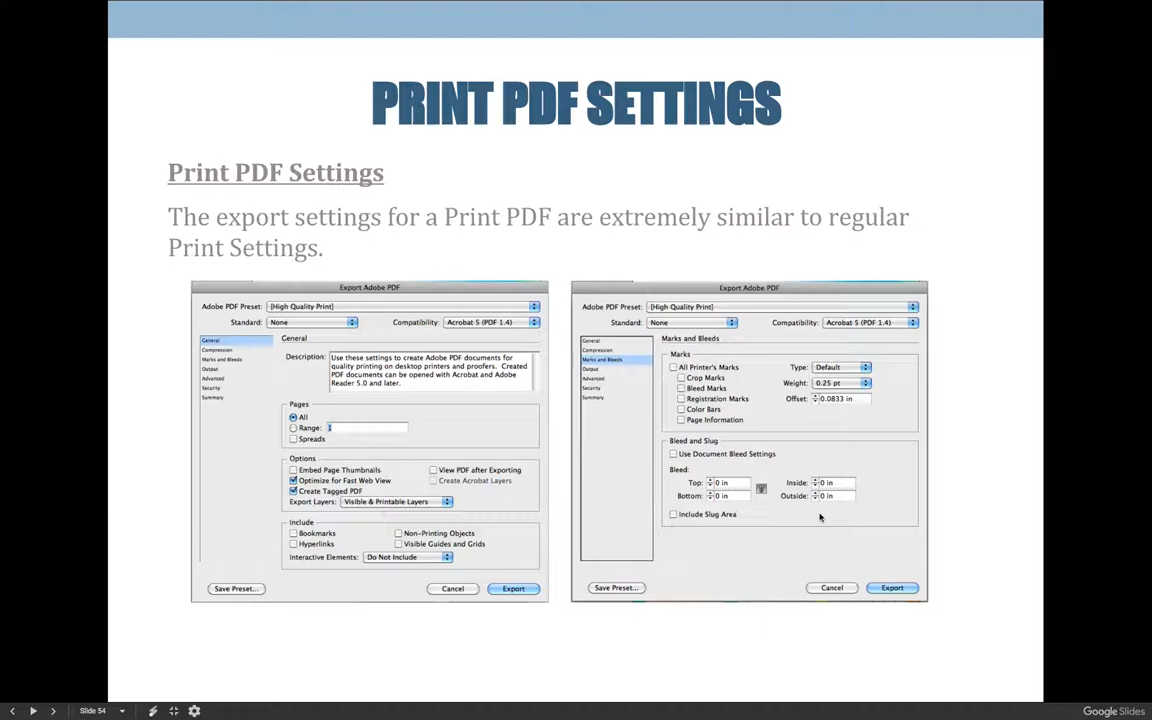 PRINT PDF SETTINGS
Print PDF Settings
The export settings for a Print PDF are extremely similar to regular
Print Settings.
Export Adobe PDF
Adobe PDF Preset: [High Quality Print]
Standard: None
Compatibility: Acrobat 5 (PDF 1.4)
General
Compression
Marks and Bleeds
Output
Advanced
Security
Summary
General
Description: Use these settings to create Adobe PDF documents for
quality printing on desktop printers and proofers. Created
PDF documents can be opened with Acrobat and Adobe
Reader 5.0 and later.
Pages
All
Range: 1
Spreads
Options
Embed Page Thumbnails
View PDF after Exporting
Optimize for Fast Web View
Create Acrobat Layers
Create Tagged PDF
Export Layers: Visible & Printable Layers
Include
Bookmarks
Non-Printing Objects
Hyperlinks
Visible Guides and Grids
Interactive Elements: Do Not Include
Save Preset...
Cancel
Export
Export Adobe PDF
Adobe PDF Preset: [High Quality Print]
Standard: None
Compatibility: Acrobat 5 (PDF 1.4)
General
Compression
Marks and Bleeds
Output
Advanced
Security
Summary
Marks and Bleeds
Marks
All Printer's Marks
Type: Default
Crop Marks
Weight: 0.25 pt
Bleed Marks
Registration Marks
Offset: 0.0833 in
Color Bars
Page Information
Bleed and Slug
Use Document Bleed Settings
Bleed:
Top: 0 in
Inside: 0 in
Bottom: 0 in
Outside: 0 in
Include Slug Area
Save Preset...
Cancel
Export
Slide 54
Google Slides